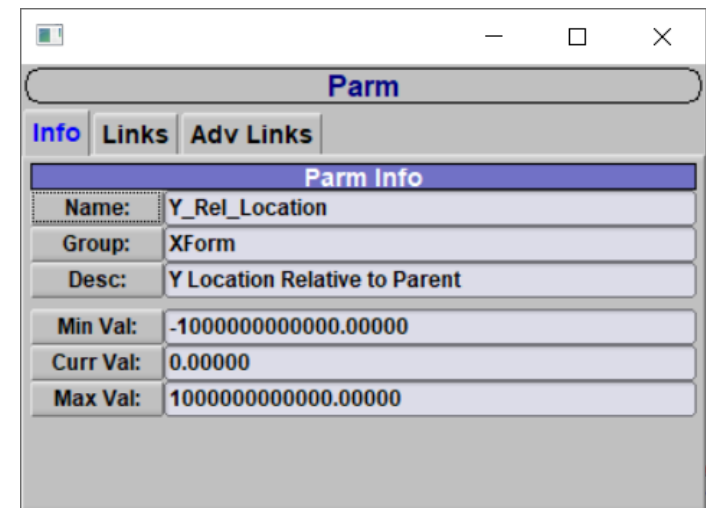 Parm
Info Links Adv Links
Parm Info
Name: Y_Rel_Location
Group: XForm
Desc: Y Location Relative to Parent
Min Val: -1000000000000.00000
Curr Val: 0.00000
Max Val: 1000000000000.00000